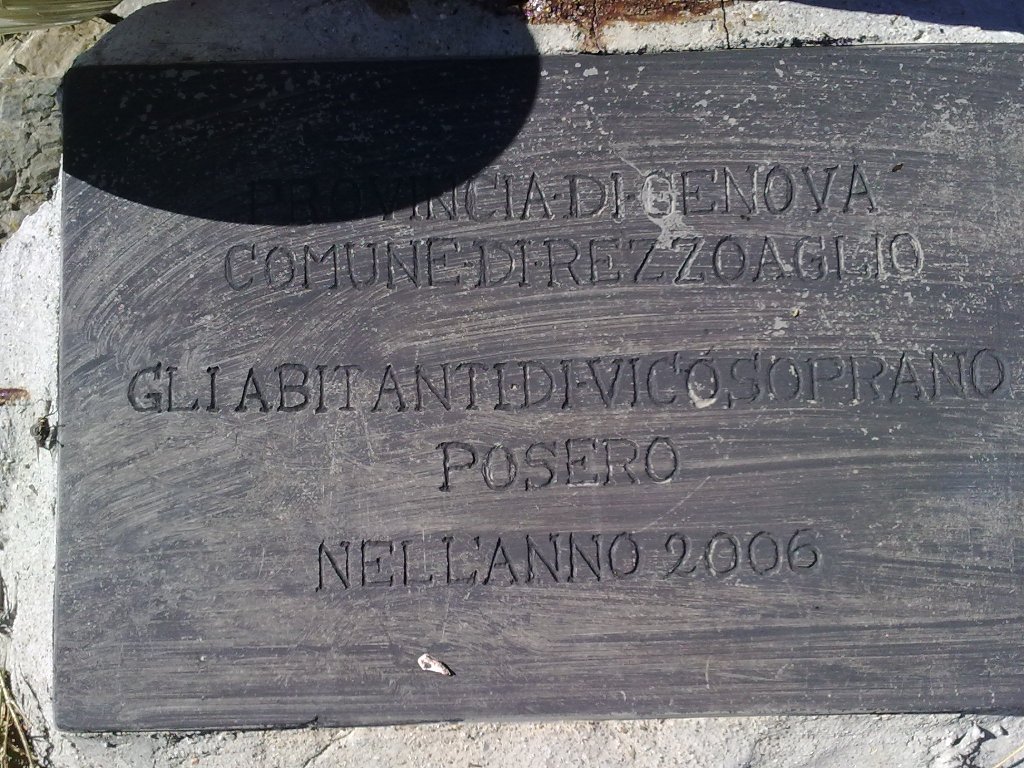 PROVINCIA·DI·GENOVA
COMUNE·DI·REZZOAGLIO
GLI ABITANTI·DI·VICOSOPRANO
POSERO
NELL'ANNO 2006